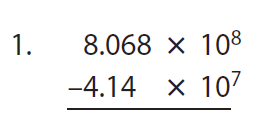 1. 8.068 × 10⁸
–4.14 × 10⁷